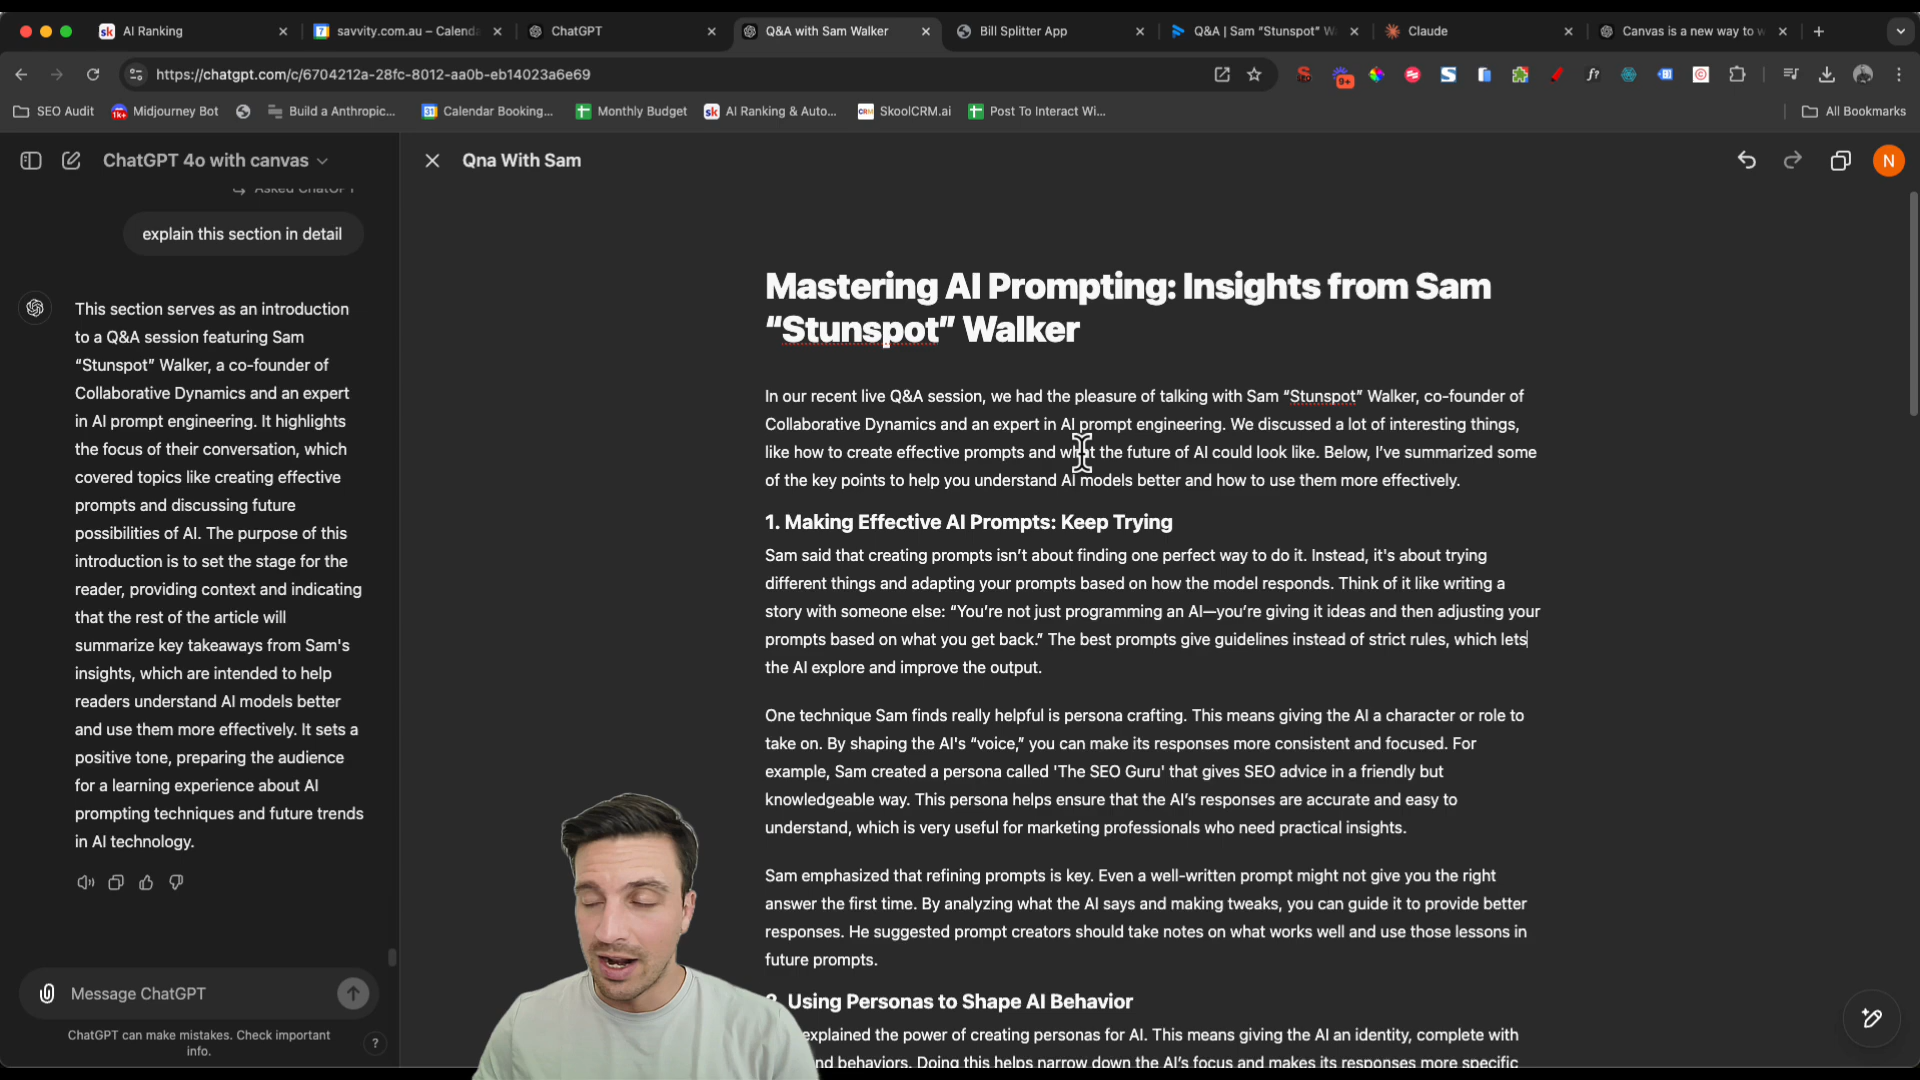 AI Ranking
savvity.com.au – Calenda
ChatGPT
Q&A with Sam Walker
Bill Splitter App
Q&A | Sam “Stunspot” W
Claude
Canvas is a new way to w
https://chatgpt.com/c/6704212a-28fc-8012-aa0b-eb14023a6e69
9+
f?
SEO Audit
1k+
Midjourney Bot
Build a Anthropic...
Calendar Booking...
Monthly Budget
sk
AI Ranking & Auto...
CRM
SkoolCRM.ai
Post To Interact Wi...
All Bookmarks
ChatGPT 4o with canvas
Qna With Sam
N
Asked ChatGPT
explain this section in detail
This section serves as an introduction
to a Q&A session featuring Sam
“Stunspot” Walker, a co-founder of
Collaborative Dynamics and an expert
in AI prompt engineering. It highlights
the focus of their conversation, which
covered topics like creating effective
prompts and discussing future
possibilities of AI. The purpose of this
introduction is to set the stage for the
reader, providing context and indicating
that the rest of the article will
summarize key takeaways from Sam's
insights, which are intended to help
readers understand AI models better
and use them more effectively. It sets a
positive tone, preparing the audience
for a learning experience about AI
prompting techniques and future trends
in AI technology.
Message ChatGPT
ChatGPT can make mistakes. Check important
info.
?
Mastering AI Prompting: Insights from Sam
“Stunspot” Walker
In our recent live Q&A session, we had the pleasure of talking with Sam “Stunspot” Walker, co-founder of
Collaborative Dynamics and an expert in AI prompt engineering. We discussed a lot of interesting things,
like how to create effective prompts and what the future of AI could look like. Below, I’ve summarized some
of the key points to help you understand AI models better and how to use them more effectively.
1. Making Effective AI Prompts: Keep Trying
Sam said that creating prompts isn’t about finding one perfect way to do it. Instead, it's about trying
different things and adapting your prompts based on how the model responds. Think of it like writing a
story with someone else: “You’re not just programming an AI—you’re giving it ideas and then adjusting your
prompts based on what you get back.” The best prompts give guidelines instead of strict rules, which lets
the AI explore and improve the output.
One technique Sam finds really helpful is persona crafting. This means giving the AI a character or role to
take on. By shaping the AI's “voice,” you can make its responses more consistent and focused. For
example, Sam created a persona called 'The SEO Guru' that gives SEO advice in a friendly but
knowledgeable way. This persona helps ensure that the AI’s responses are accurate and easy to
understand, which is very useful for marketing professionals who need practical insights.
Sam emphasized that refining prompts is key. Even a well-written prompt might not give you the right
answer the first time. By analyzing what the AI says and making tweaks, you can guide it to provide better
responses. He suggested prompt creators should take notes on what works well and use those lessons in
future prompts.
2. Using Personas to Shape AI Behavior
explained the power of creating personas for AI. This means giving the AI an identity, complete with
nd behaviors. Doing this helps narrow down the AI’s focus and makes its responses more specific